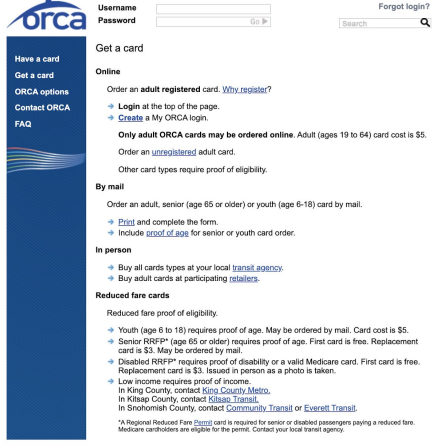 orca
Username
Password
Go
Forgot login?
Search
Have a card
Get a card
ORCA options
Contact ORCA
FAQ
Get a card
Online
Order an adult registered card. Why register?
Login at the top of the page.
Create a My ORCA login.
Only adult ORCA cards may be ordered online. Adult (ages 19 to 64) card cost is $5.
Order an unregistered adult card.
Other card types require proof of eligibility.
By mail
Order an adult, senior (age 65 or older) or youth (age 6-18) card by mail.
Print and complete the form.
Include proof of age for senior or youth card order.
In person
Buy all cards types at your local transit agency.
Buy adult cards at participating retailers.
Reduced fare cards
Reduced fare proof of eligibility.
Youth (age 6 to 18) requires proof of age. May be ordered by mail. Card cost is $5.
Senior RRFP* (age 65 or older) requires proof of age. First card is free. Replacement
card is $3. May be ordered by mail.
Disabled RRFP* requires proof of disability or a valid Medicare card. First card is free.
Replacement card is $3. Issued in person as a photo is taken.
Low income requires proof of income.
In King County, contact King County Metro.
In Kitsap County, contact Kitsap Transit.
In Snohomish County, contact Community Transit or Everett Transit.
*A Regional Reduced Fare Permit card is required for senior or disabled passengers paying a reduced fare.
Medicare cardholders are eligible for the permit. Contact your local transit agency.